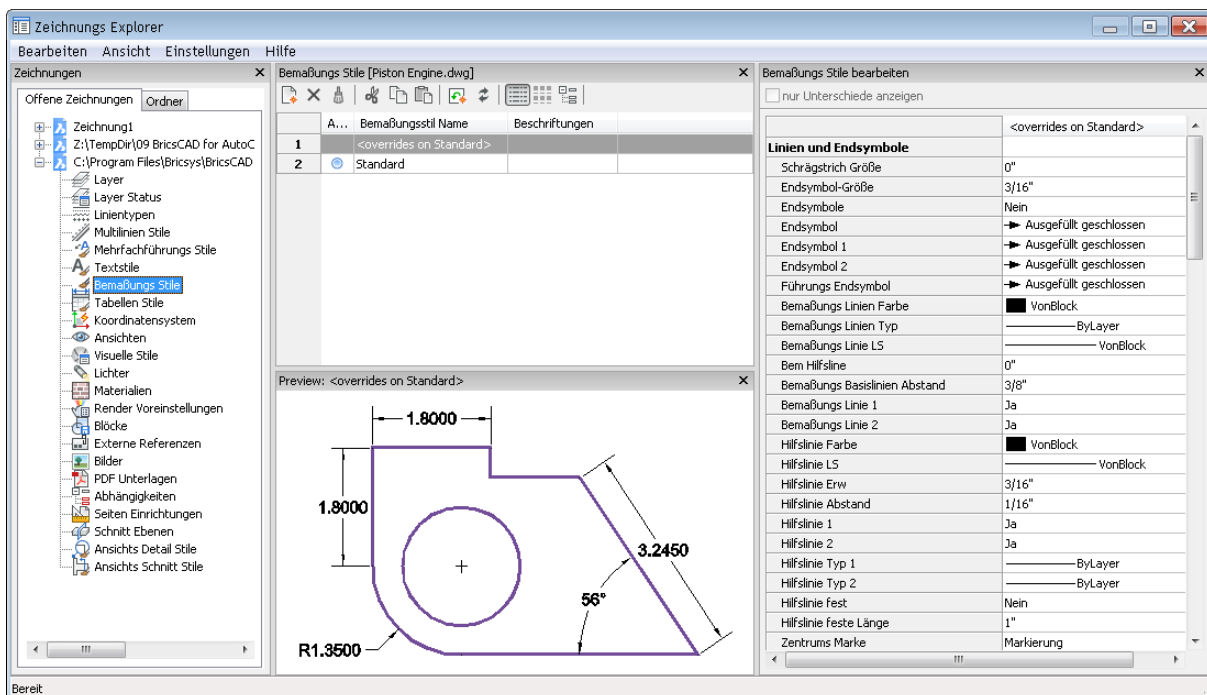 Zeichnungs Explorer
Bearbeiten Ansicht Einstellungen Hilfe
Zeichnungen
Offene Zeichnungen Ordner
Zeichnung1
Z:\TempDir\09 BricsCAD for AutoC
C:\Program Files\Bricsys\BricsCAD
Layer
Layer Status
Linientypen
Multilinien Stile
Mehrfachführungs Stile
Textstile
Bemaßungs Stile
Tabellen Stile
Koordinatensystem
Ansichten
Visuelle Stile
Lichter
Materialien
Render Voreinstellungen
Blöcke
Externe Referenzen
Bilder
PDF Unterlagen
Abhängigkeiten
Seiten Einrichtungen
Schnitt Ebenen
Ansichts Detail Stile
Ansichts Schnitt Stile
Bemaßungs Stile [Piston Engine.dwg]
A... Bemaßungsstil Name Beschriftungen
1 <overrides on Standard>
2 Standard
Preview: <overrides on Standard>
1.8000
1.8000
3.2450
56°
R1.3500
Bemaßungs Stile bearbeiten
nur Unterschiede anzeigen
<overrides on Standard>
Linien und Endsymbole
Schrägstrich Größe 0"
Endsymbol-Größe 3/16"
Endsymbole Nein
Endsymbol Ausgefüllt geschlossen
Endsymbol 1 Ausgefüllt geschlossen
Endsymbol 2 Ausgefüllt geschlossen
Führungs Endsymbol Ausgefüllt geschlossen
Bemaßungs Linien Farbe VonBlock
Bemaßungs Linien Typ ByLayer
Bemaßungs Linie LS VonBlock
Bem Hilfsline 0"
Bemaßungs Basislinien Abstand 3/8"
Bemaßungs Linie 1 Ja
Bemaßungs Linie 2 Ja
Hilfslinie Farbe VonBlock
Hilfslinie LS VonBlock
Hilfslinie Erw 3/16"
Hilfslinie Abstand 1/16"
Hilfslinie 1 Ja
Hilfslinie 2 Ja
Hilfslinie Typ 1 ByLayer
Hilfslinie Typ 2 ByLayer
Hilfslinie fest Nein
Hilfslinie feste Länge 1"
Zentrums Marke Markierung
Bereit